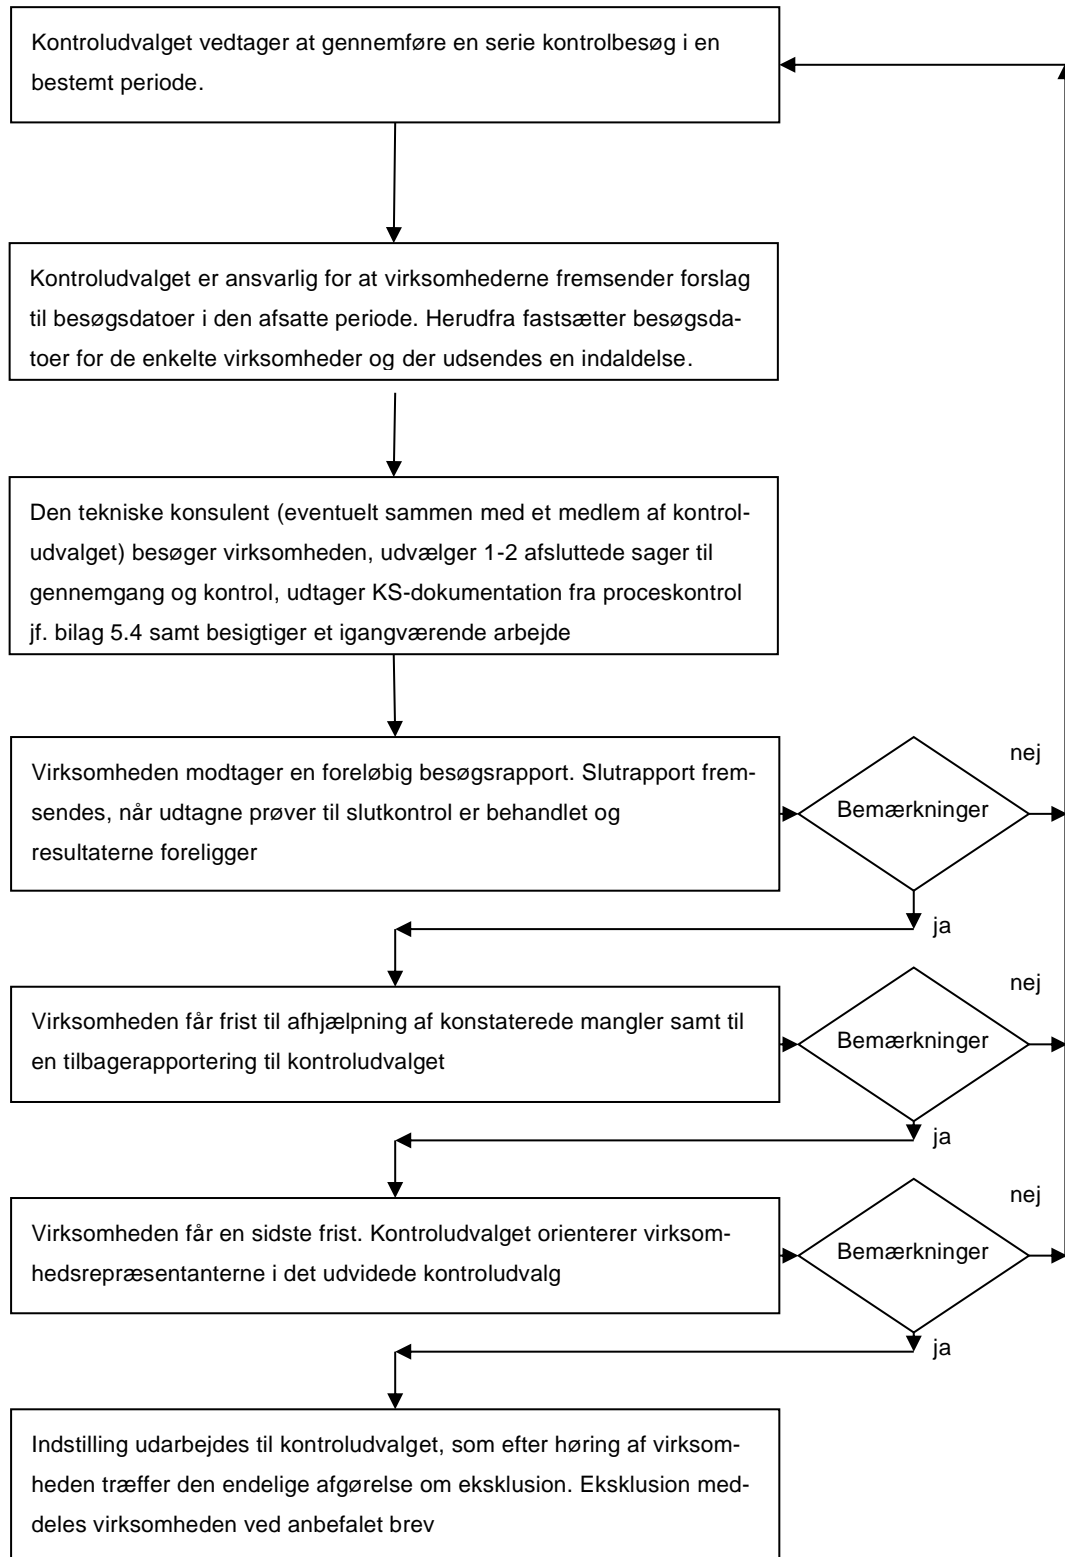 Kontroludvalget vedtager at gennemføre en serie kontrolbesøg i en
bestemt periode.
Kontroludvalget er ansvarlig for at virksomhederne fremsender forslag
til besøgsdatoer i den afsatte periode. Herudfra fastsætter besøgsda-
toer for de enkelte virksomheder og der udsendes en indaldelse.
Den tekniske konsulent (eventuelt sammen med et medlem af kontrol-
udvalget) besøger virksomheden, udvælger 1-2 afsluttede sager til
gennemgang og kontrol, udtager KS-dokumentation fra proceskontrol
jf. bilag 5.4 samt besigtiger et igangværende arbejde
Virksomheden modtager en foreløbig besøgsrapport. Slutrapport frem-
sendes, når udtagne prøver til slutkontrol er behandlet og
resultaterne foreligger
Bemærkninger
nej
ja
Virksomheden får frist til afhjælpning af konstaterede mangler samt til
en tilbagerapportering til kontroludvalget
Bemærkninger
nej
ja
Virksomheden får en sidste frist. Kontroludvalget orienterer virksom-
hedsrepræsentanterne i det udvidede kontroludvalg
Bemærkninger
nej
ja
Indstilling udarbejdes til kontroludvalget, som efter høring af virksom-
heden træffer den endelige afgørelse om eksklusion. Eksklusion med-
deles virksomheden ved anbefalet brev